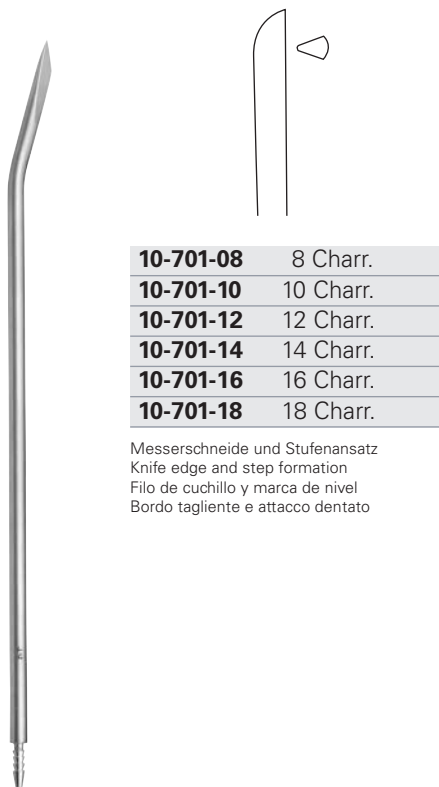 10-701-08 8 Charr.
10-701-10 10 Charr.
10-701-12 12 Charr.
10-701-14 14 Charr.
10-701-16 16 Charr.
10-701-18 18 Charr.
Messerschneide und Stufenansatz
Knife edge and step formation
Filo de cuchillo y marca de nivel
Bordo tagliente e attacco dentato